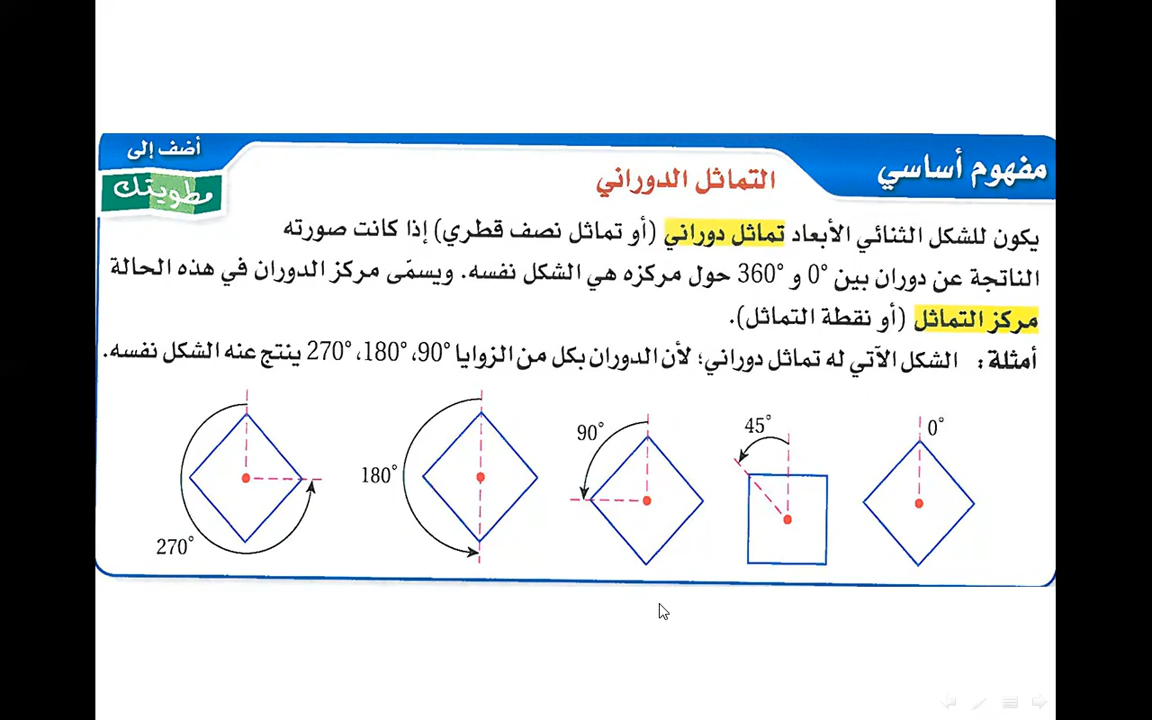 مفهوم أساسي
أضف إلى
مطويتك
التماثل الدوراني
يكون للشكل الثنائي الأبعاد تماثل دوراني (أو تماثل نصف قطري) إذا كانت صورته
الناتجة عن دوران بين 0° و 360° حول مركزه هي الشكل نفسه. ويسمّى مركز الدوران في هذه الحالة
مركز التماثل (أو نقطة التماثل).
أمثلة: الشكل الآتي له تماثل دوراني؛ لأن الدوران بكل من الزوايا 90°، 180°، 270° ينتج عنه الشكل نفسه.
0°
45°
90°
180°
270°